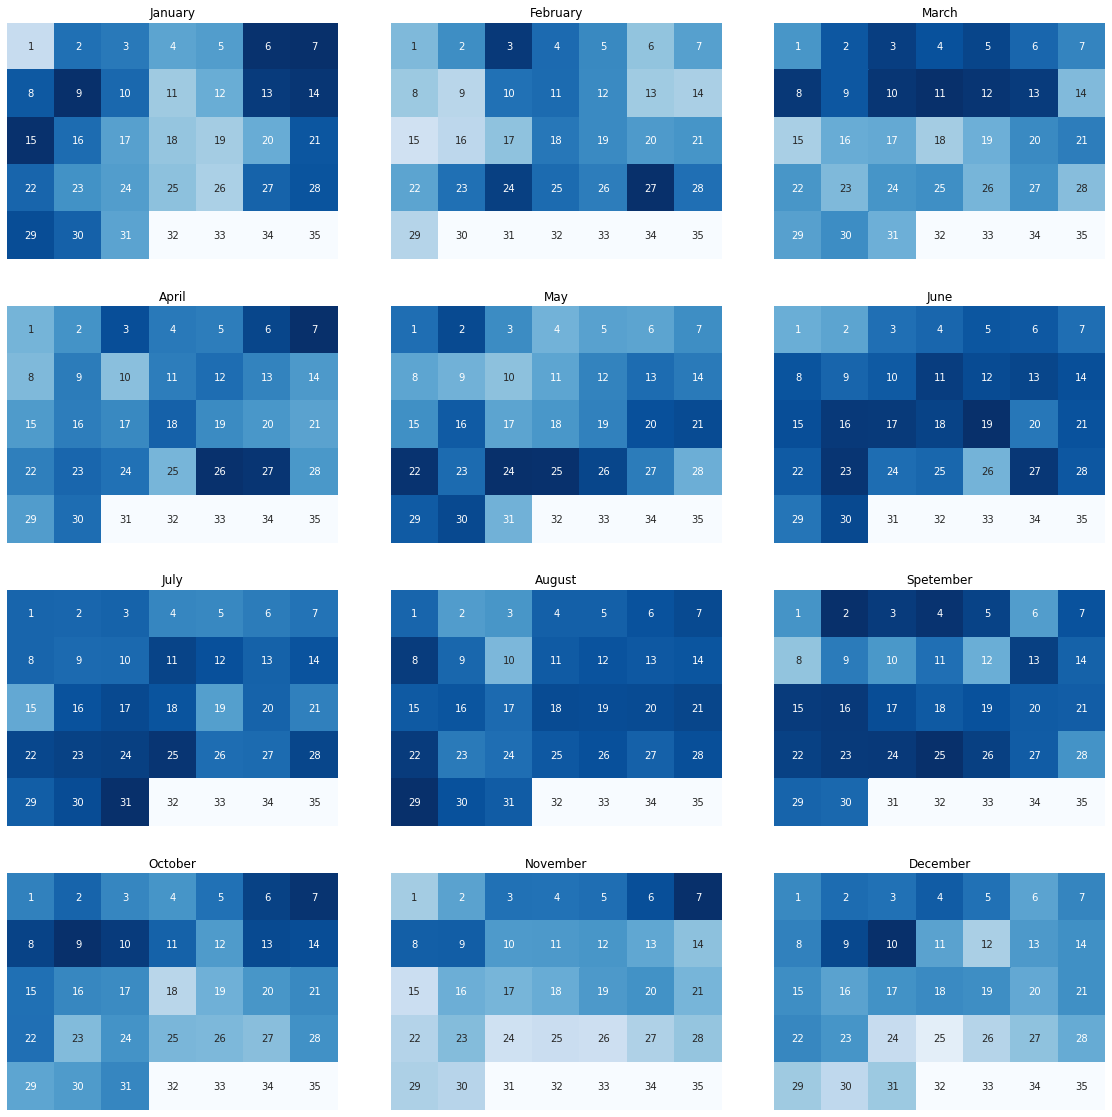 January February March
1 2 3 4 5 6 7 1 2 3 4 5 6 7 1 2 3 4 5 6 7
8 9 10 11 12 13 14 8 9 10 11 12 13 14 8 9 10 11 12 13 14
15 16 17 18 19 20 21 15 16 17 18 19 20 21 15 16 17 18 19 20 21
22 23 24 25 26 27 28 22 23 24 25 26 27 28 22 23 24 25 26 27 28
29 30 31 32 33 34 35 29 30 31 32 33 34 35 29 30 31 32 33 34 35
April May June
1 2 3 4 5 6 7 1 2 3 4 5 6 7 1 2 3 4 5 6 7
8 9 10 11 12 13 14 8 9 10 11 12 13 14 8 9 10 11 12 13 14
15 16 17 18 19 20 21 15 16 17 18 19 20 21 15 16 17 18 19 20 21
22 23 24 25 26 27 28 22 23 24 25 26 27 28 22 23 24 25 26 27 28
29 30 31 32 33 34 35 29 30 31 32 33 34 35 29 30 31 32 33 34 35
July August Spetember
1 2 3 4 5 6 7 1 2 3 4 5 6 7 1 2 3 4 5 6 7
8 9 10 11 12 13 14 8 9 10 11 12 13 14 8 9 10 11 12 13 14
15 16 17 18 19 20 21 15 16 17 18 19 20 21 15 16 17 18 19 20 21
22 23 24 25 26 27 28 22 23 24 25 26 27 28 22 23 24 25 26 27 28
29 30 31 32 33 34 35 29 30 31 32 33 34 35 29 30 31 32 33 34 35
October November December
1 2 3 4 5 6 7 1 2 3 4 5 6 7 1 2 3 4 5 6 7
8 9 10 11 12 13 14 8 9 10 11 12 13 14 8 9 10 11 12 13 14
15 16 17 18 19 20 21 15 16 17 18 19 20 21 15 16 17 18 19 20 21
22 23 24 25 26 27 28 22 23 24 25 26 27 28 22 23 24 25 26 27 28
29 30 31 32 33 34 35 29 30 31 32 33 34 35 29 30 31 32 33 34 35